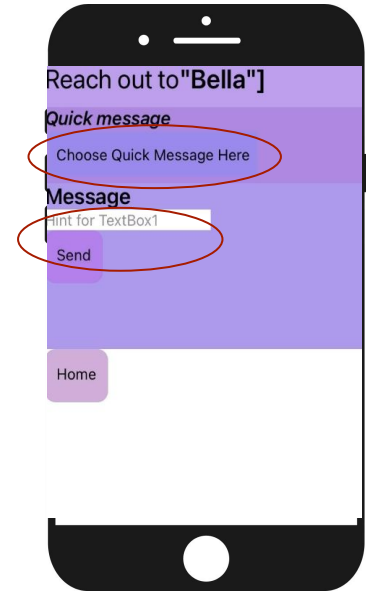 Reach out to"Bella"]
Quick message
Choose Quick Message Here
Message
Hint for TextBox1
Send
Home